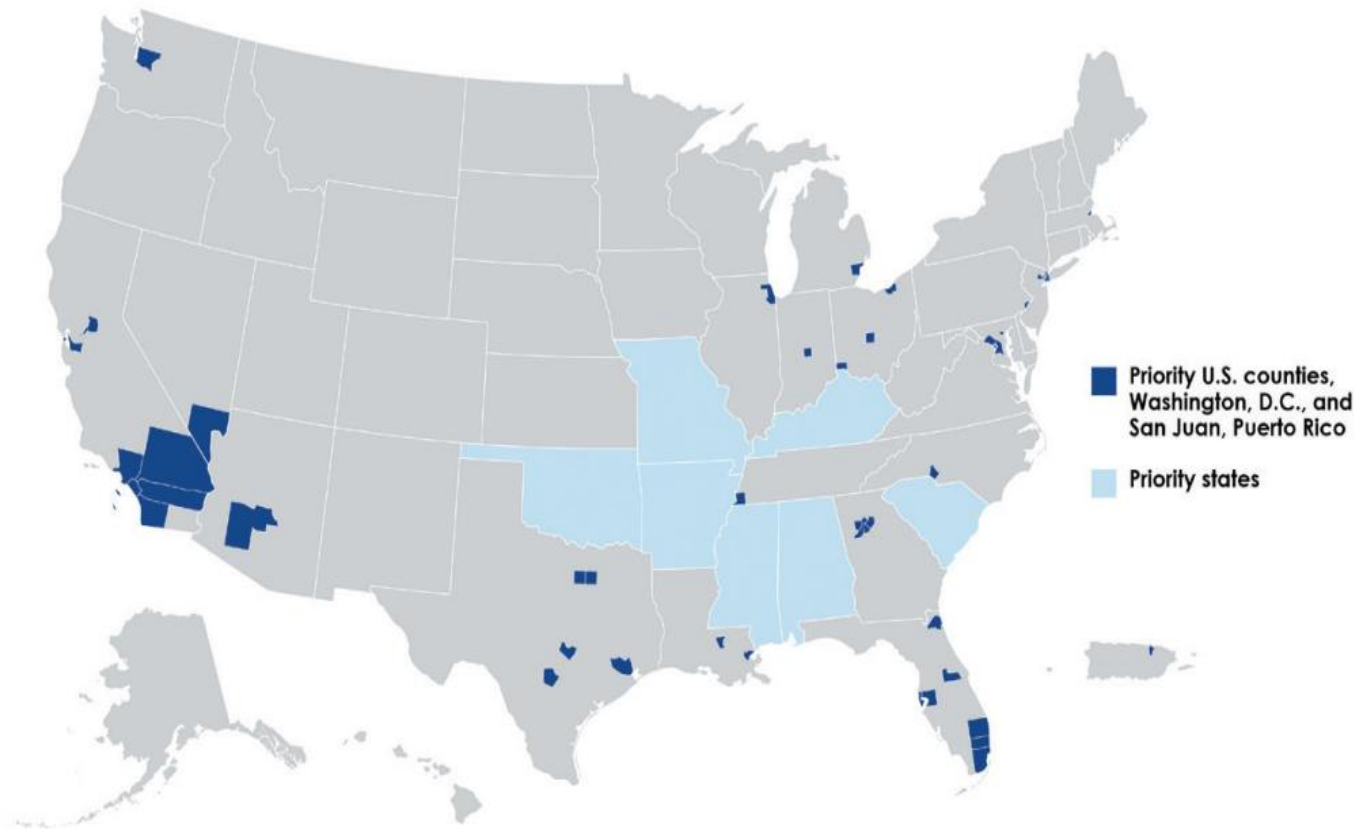 Priority U.S. counties,
Washington, D.C., and
San Juan, Puerto Rico
Priority states